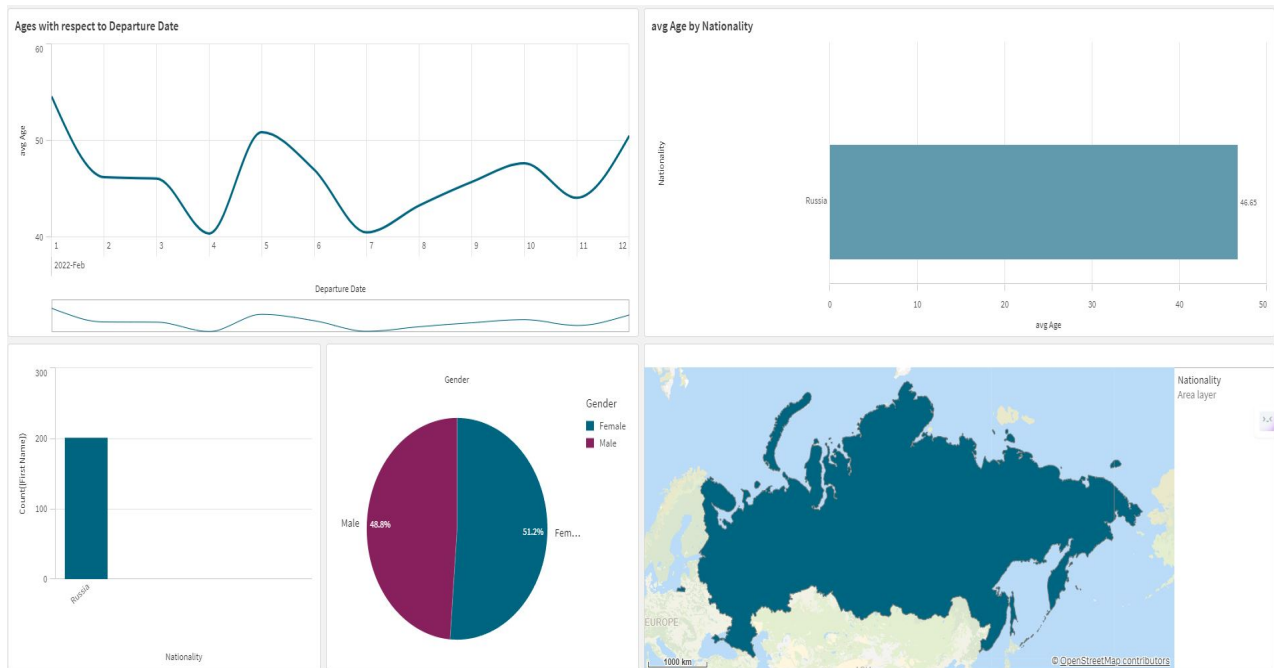 Ages with respect to Departure Date
60
50
40
avg Age
1 2 3 4 5 6 7 8 9 10 11 12
2022-Feb
Departure Date
avg Age by Nationality
Nationality
Russia
46.65
0 10 20 30 40 50
avg Age
300
200
100
0
Count([First Name])
Russia
Nationality
Gender
Gender
Female
Male
Male
48.8%
51.2%
Fem...
Nationality
Area layer
EUROPE
1000 km
© OpenStreetMap contributors